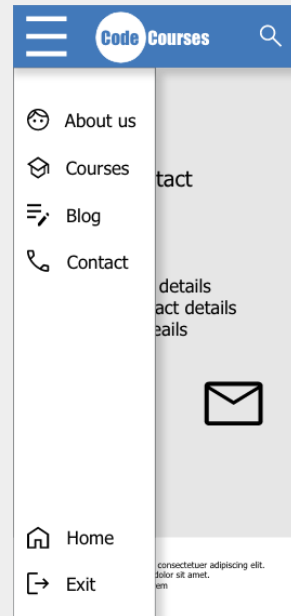 Code Courses
About us
Courses
Blog
Contact
tact
details
act details
eails
Home
Exit
consectetuer adipiscing elit.
dolor sit amet.
em